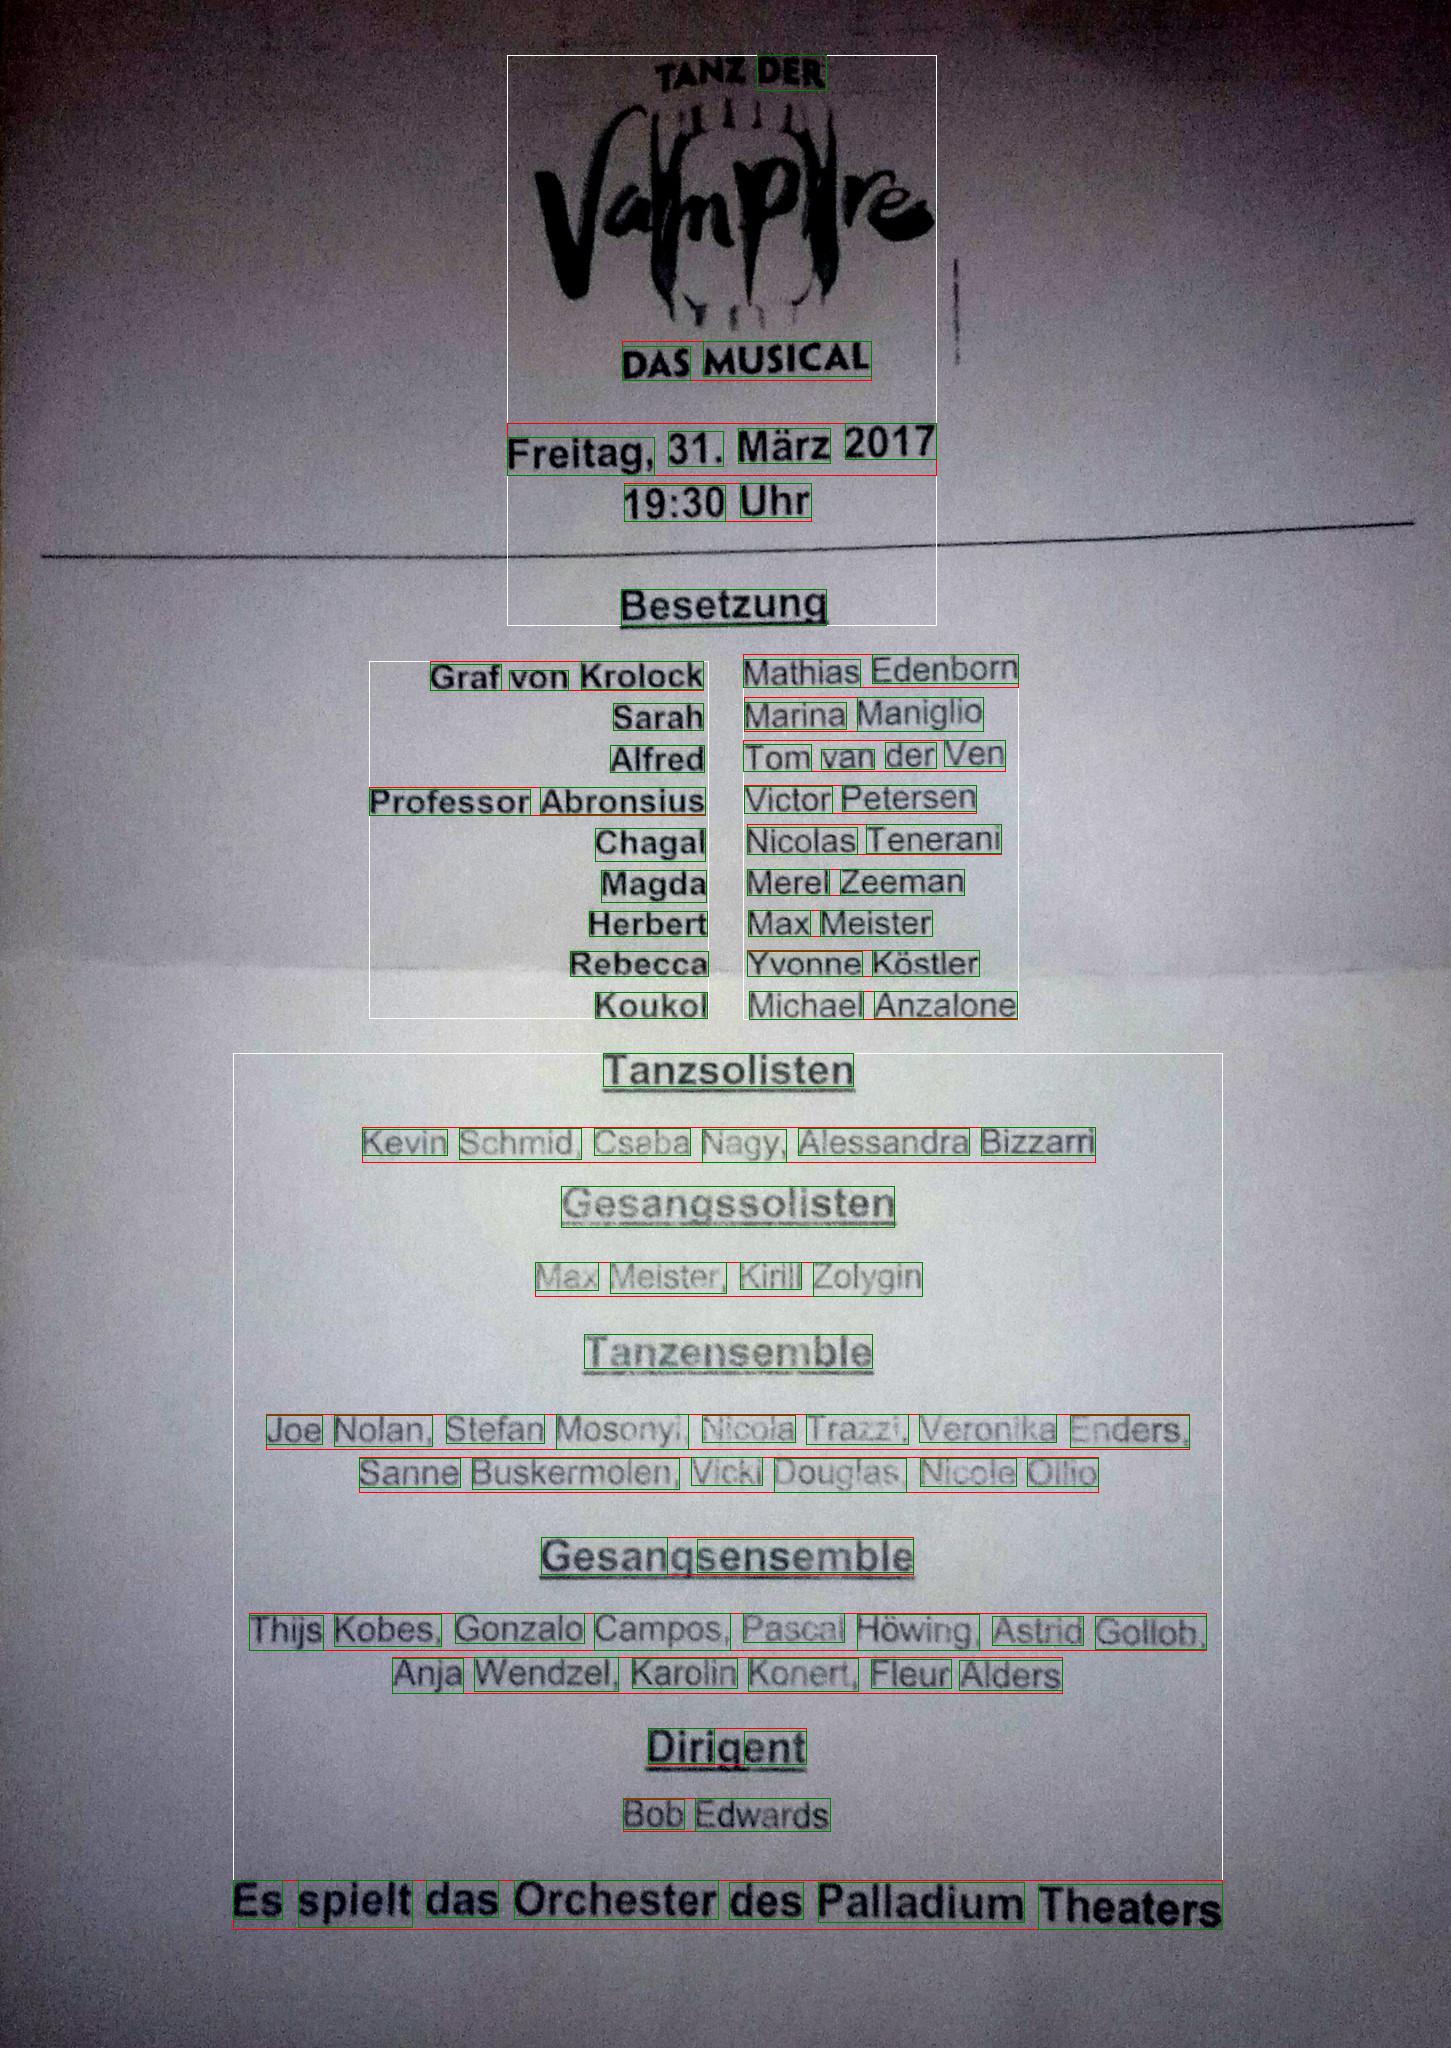 TANZ DER
Vampire
DAS MUSICAL
Freitag, 31. März 2017
19:30 Uhr
Besetzung
Graf von Krolock Mathias Edenborn
Sarah Marina Maniglio
Alfred Tom van der Ven
Professor Abronsius Victor Petersen
Chagal Nicolas Tenerani
Magda Merel Zeeman
Herbert Max Meister
Rebecca Yvonne Köstler
Koukol Michael Anzalone
Tanzsolisten
Kevin Schmid, Csaba Nagy, Alessandra Bizzarri
Gesangssolisten
Max Meister, Kirill Zolygin
Tanzensemble
Joe Nolan, Stefan Mosonyi, Nicola Trazzi, Veronika Enders,
Sanne Buskermolen, Vicki Douglas, Nicole Ollio
Gesangsensemble
Thijs Kobes, Gonzalo Campos, Pascal Höwing, Astrid Gollob,
Anja Wendzel, Karolin Konert, Fleur Alders
Dirigent
Bob Edwards
Es spielt das Orchester des Palladium Theaters